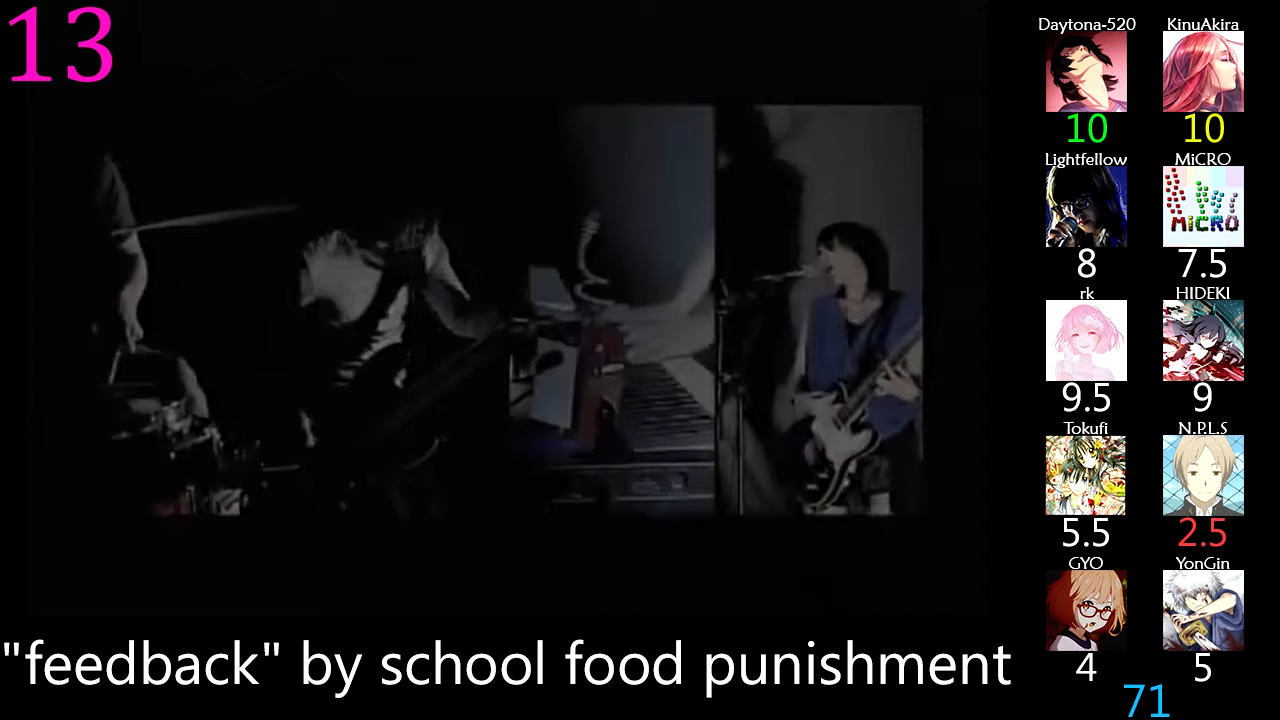 13
Daytona-520 KinuAkira
10 10
Lightfellow MiCRO
MiCRO
8 7.5
rk HIDEKI
9.5 9
Tokufi N.P.L.S
5.5 2.5
GYO YonGin
4 5
"feedback" by school food punishment
71